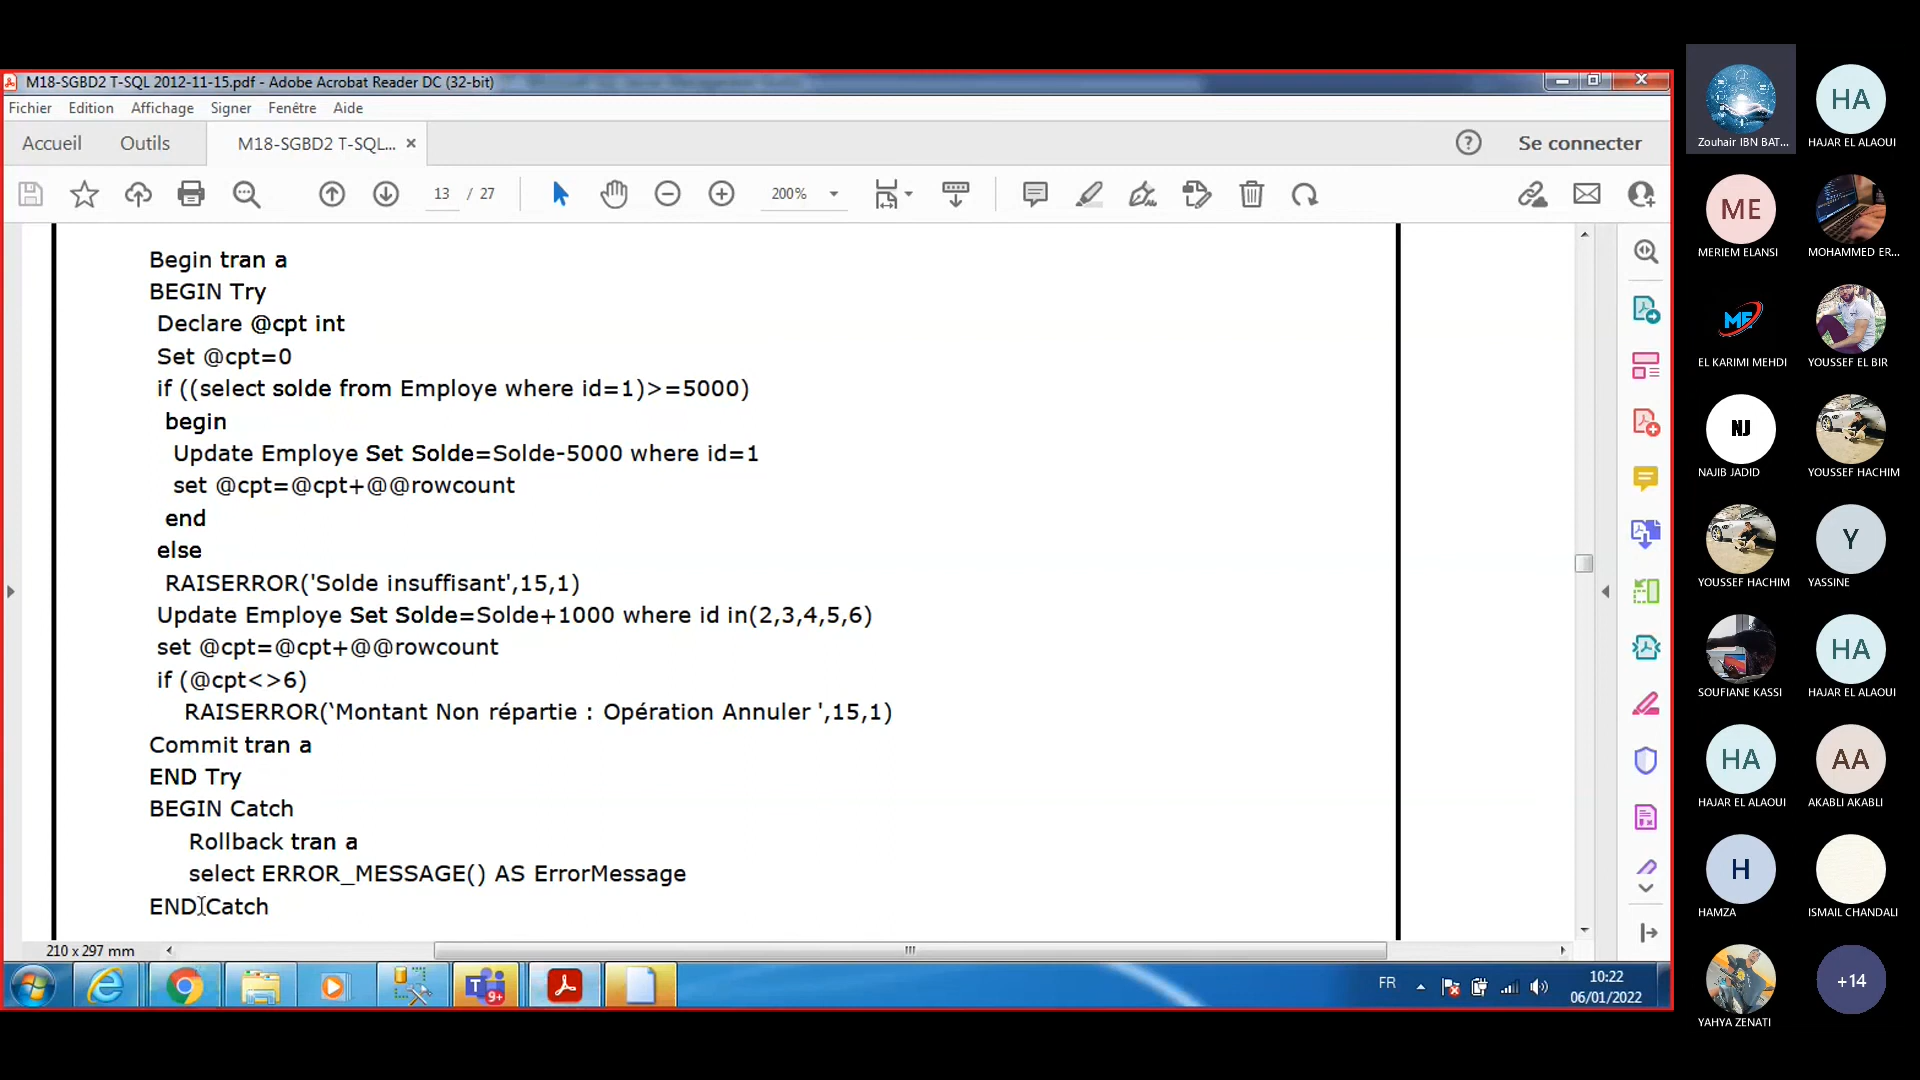 M18-SGBD2 T-SQL 2012-11-15.pdf - Adobe Acrobat Reader DC (32-bit)
Fichier Edition Affichage Signer Fenêtre Aide
Accueil Outils M18-SGBD2 T-SQL... × ? Se connecter
13 / 27 200%
Begin tran a
BEGIN Try
Declare @cpt int
Set @cpt=0
if ((select solde from Employe where id=1)>=5000)
begin
Update Employe Set Solde=Solde-5000 where id=1
set @cpt=@cpt+@@rowcount
end
else
RAISERROR('Solde insuffisant',15,1)
Update Employe Set Solde=Solde+1000 where id in(2,3,4,5,6)
set @cpt=@cpt+@@rowcount
if (@cpt<>6)
RAISERROR(‘Montant Non répartie : Opération Annuler ',15,1)
Commit tran a
END Try
BEGIN Catch
Rollback tran a
select ERROR_MESSAGE() AS ErrorMessage
END Catch
210 x 297 mm
T 9+
FR
10:22
06/01/2022
Zouhair IBN BAT...
HA
HAJAR EL ALAOUI
ME
MERIEM ELANSI
MOHAMMED ER...
ME
EL KARIMI MEHDI
YOUSSEF EL BIR
NJ
NAJIB JADID
YOUSSEF HACHIM
YOUSSEF HACHIM
Y
YASSINE
SOUFIANE KASSI
HA
HAJAR EL ALAOUI
HA
HAJAR EL ALAOUI
AA
AKABLI AKABLI
H
HAMZA
ISMAIL CHANDALI
YAHYA ZENATI
+14